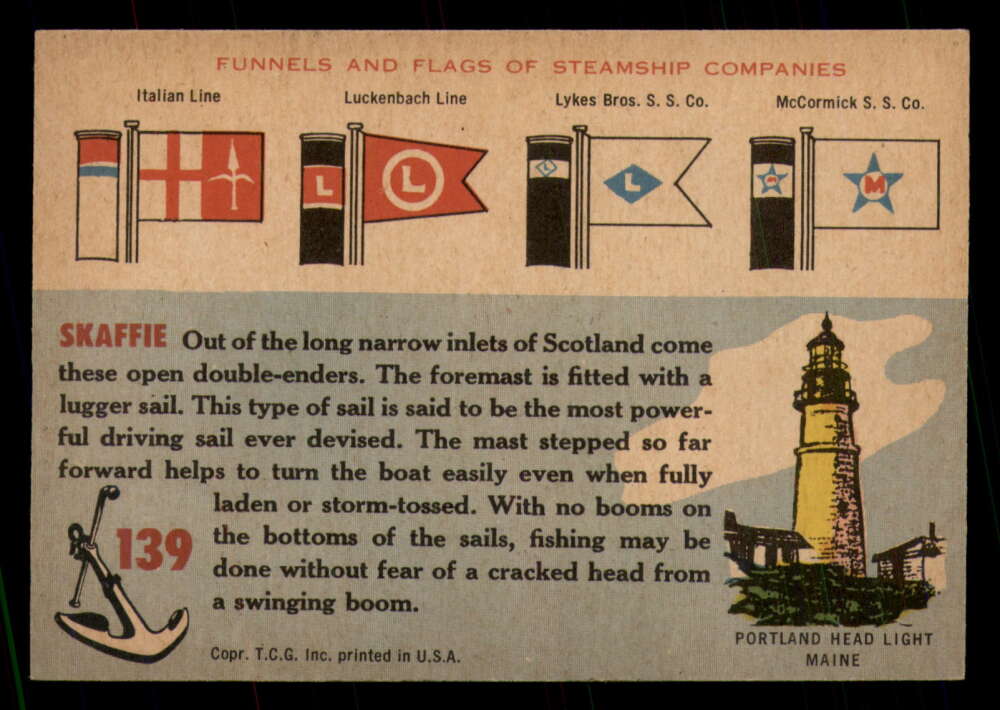 FUNNELS AND FLAGS OF STEAMSHIP COMPANIES
Italian Line
Luckenbach Line
Lykes Bros. S. S. Co.
McCormick S. S. Co.
L
L
L
L
M
M
SKAFFIE Out of the long narrow inlets of Scotland come
these open double-enders. The foremast is fitted with a
lugger sail. This type of sail is said to be the most power-
ful driving sail ever devised. The mast stepped so far
forward helps to turn the boat easily even when fully
laden or storm-tossed. With no booms on
the bottoms of the sails, fishing may be
done without fear of a cracked head from
a swinging boom.
139
Copr. T.C.G. Inc. printed in U.S.A.
PORTLAND HEAD LIGHT
MAINE